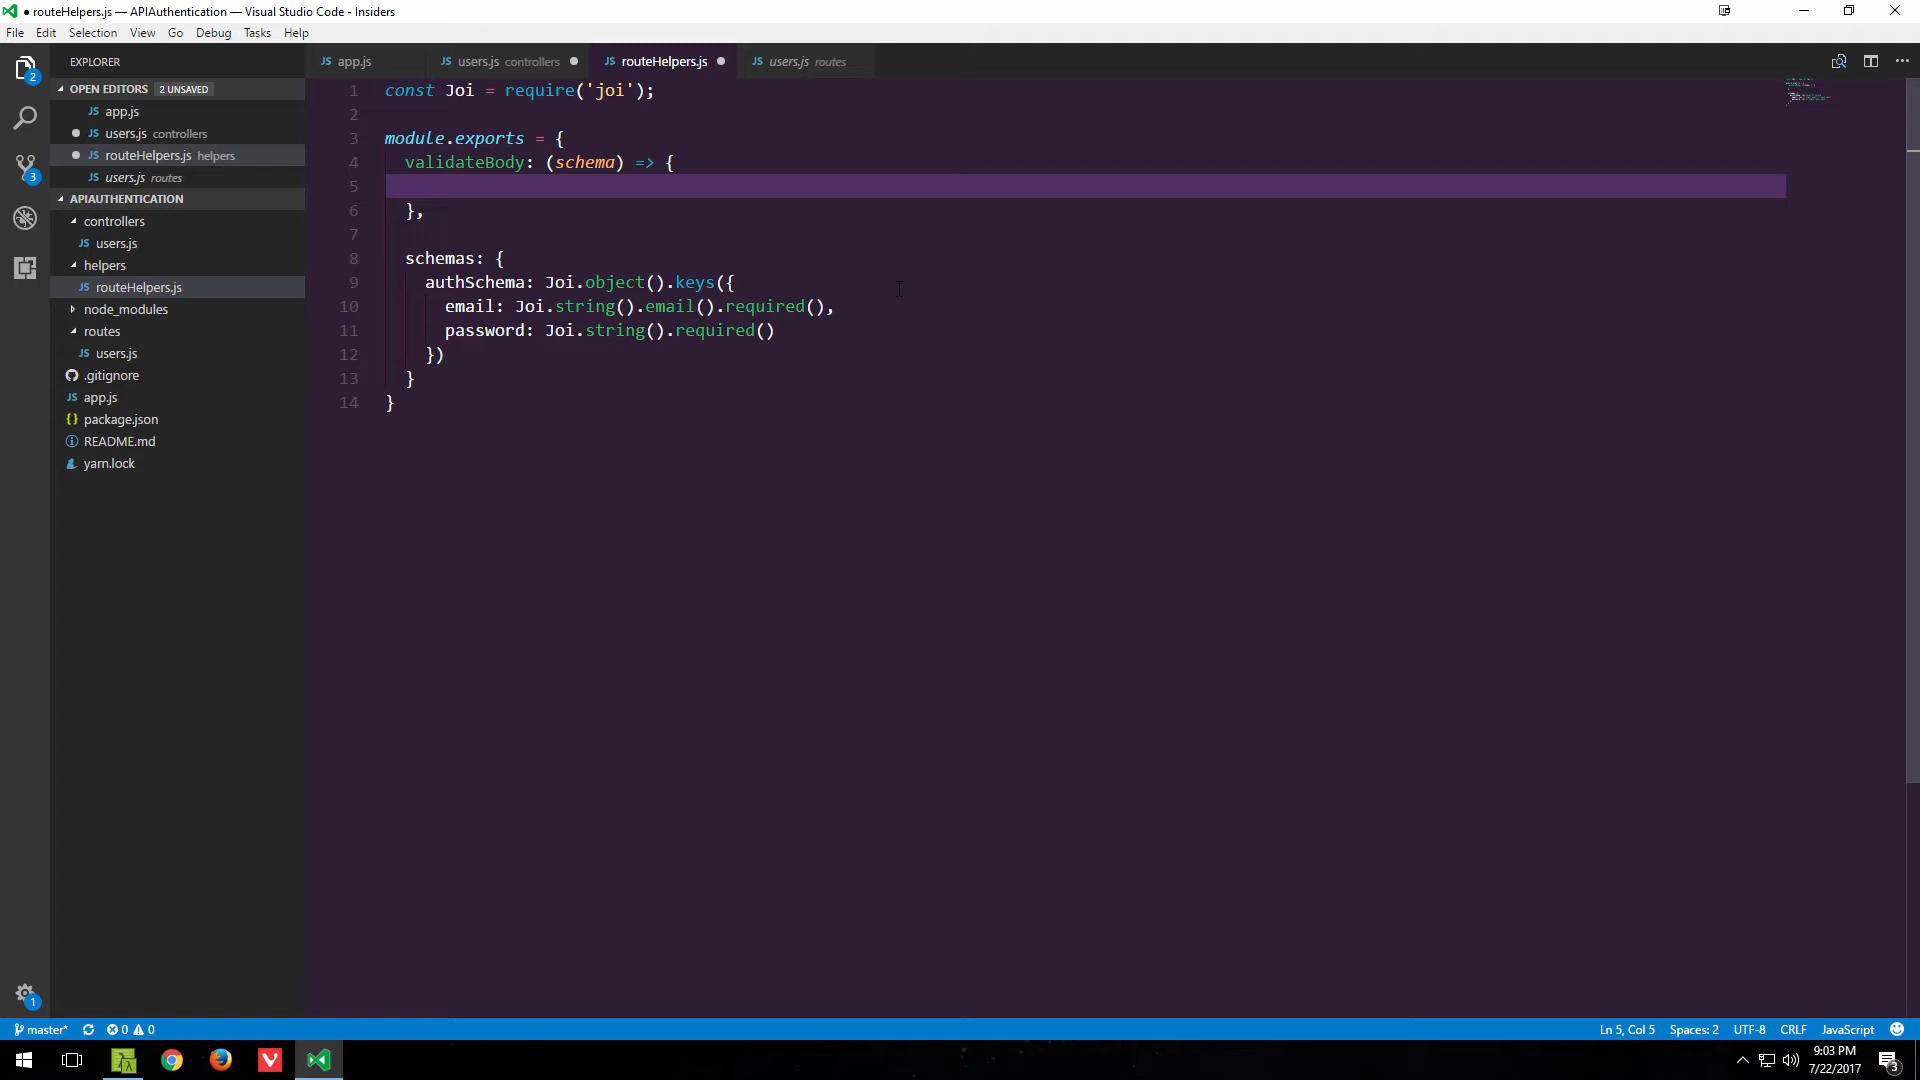 routeHelpers.js — APIAuthentication — Visual Studio Code - Insiders
File Edit Selection View Go Debug Tasks Help
EXPLORER
OPEN EDITORS 2 UNSAVED
JS app.js
JS users.js controllers
JS routeHelpers.js helpers
JS users.js routes
APIAUTHENTICATION
controllers
JS users.js
helpers
JS routeHelpers.js
node_modules
routes
JS users.js
.gitignore
JS app.js
{} package.json
README.md
yarn.lock
2
3
1
JS app.js JS users.js controllers JS routeHelpers.js JS users.js routes
1 const Joi = require('joi');
2
3 module.exports = {
4 validateBody: (schema) => {
5
6 },
7
8 schemas: {
9 authSchema: Joi.object().keys({
10 email: Joi.string().email().required(),
11 password: Joi.string().required()
12 })
13 }
14 }
master* 0 0 Ln 5, Col 5 Spaces: 2 UTF-8 CRLF JavaScript
9:03 PM
7/22/2017
3